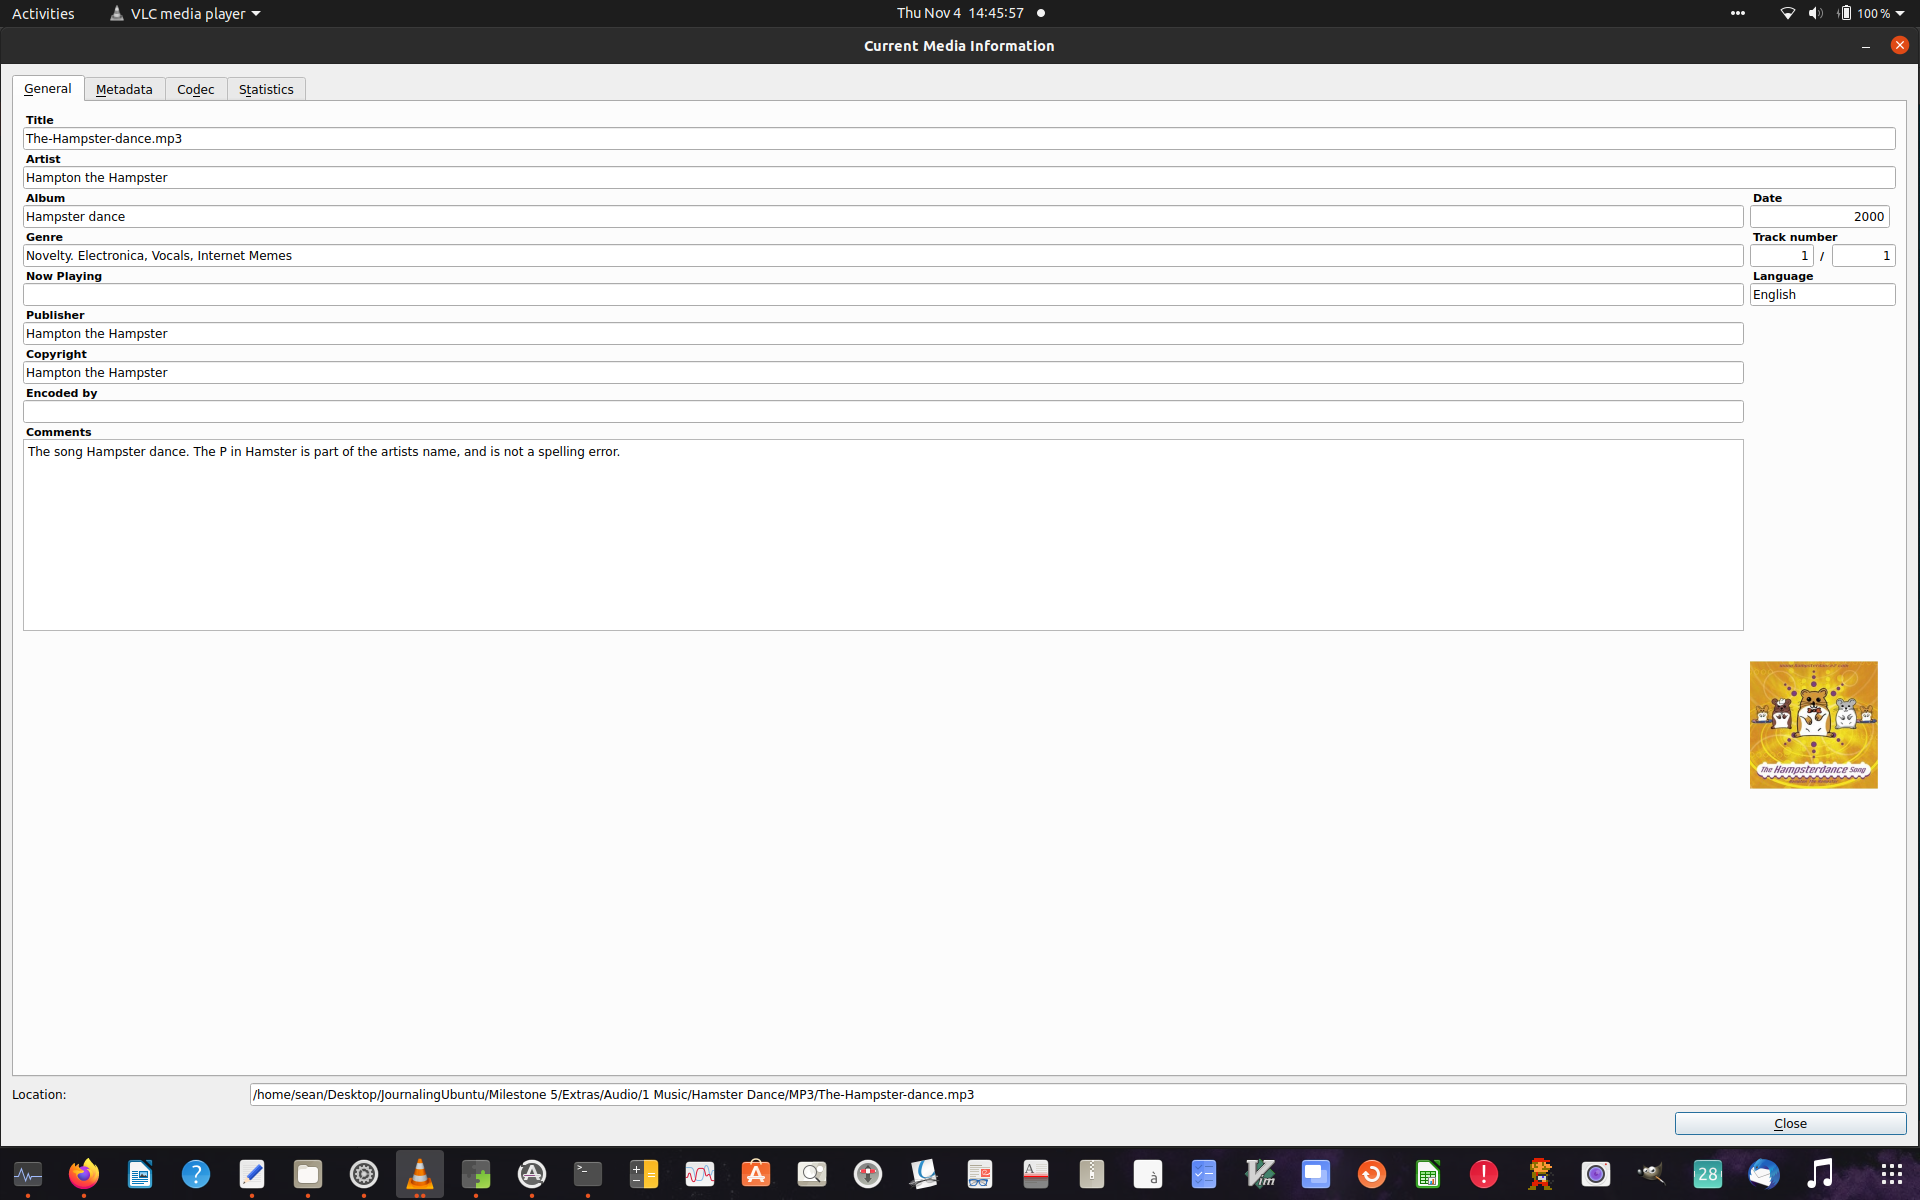 Activities
VLC media player
Thu Nov 4 14:45:57
100 %
Current Media Information
General
Metadata
Codec
Statistics
Title
The-Hampster-dance.mp3
Artist
Hampton the Hampster
Album
Date
Hampster dance
2000
Genre
Track number
Novelty. Electronica, Vocals, Internet Memes
1 / 1
Now Playing
Language
English
Publisher
Hampton the Hampster
Copyright
Hampton the Hampster
Encoded by
Comments
The song Hampster dance. The P in Hamster is part of the artists name, and is not a spelling error.
The Hampsterdance Song
Location:
/home/sean/Desktop/JournalingUbuntu/Milestone 5/Extras/Audio/1 Music/Hamster Dance/MP3/The-Hampster-dance.mp3
Close
28